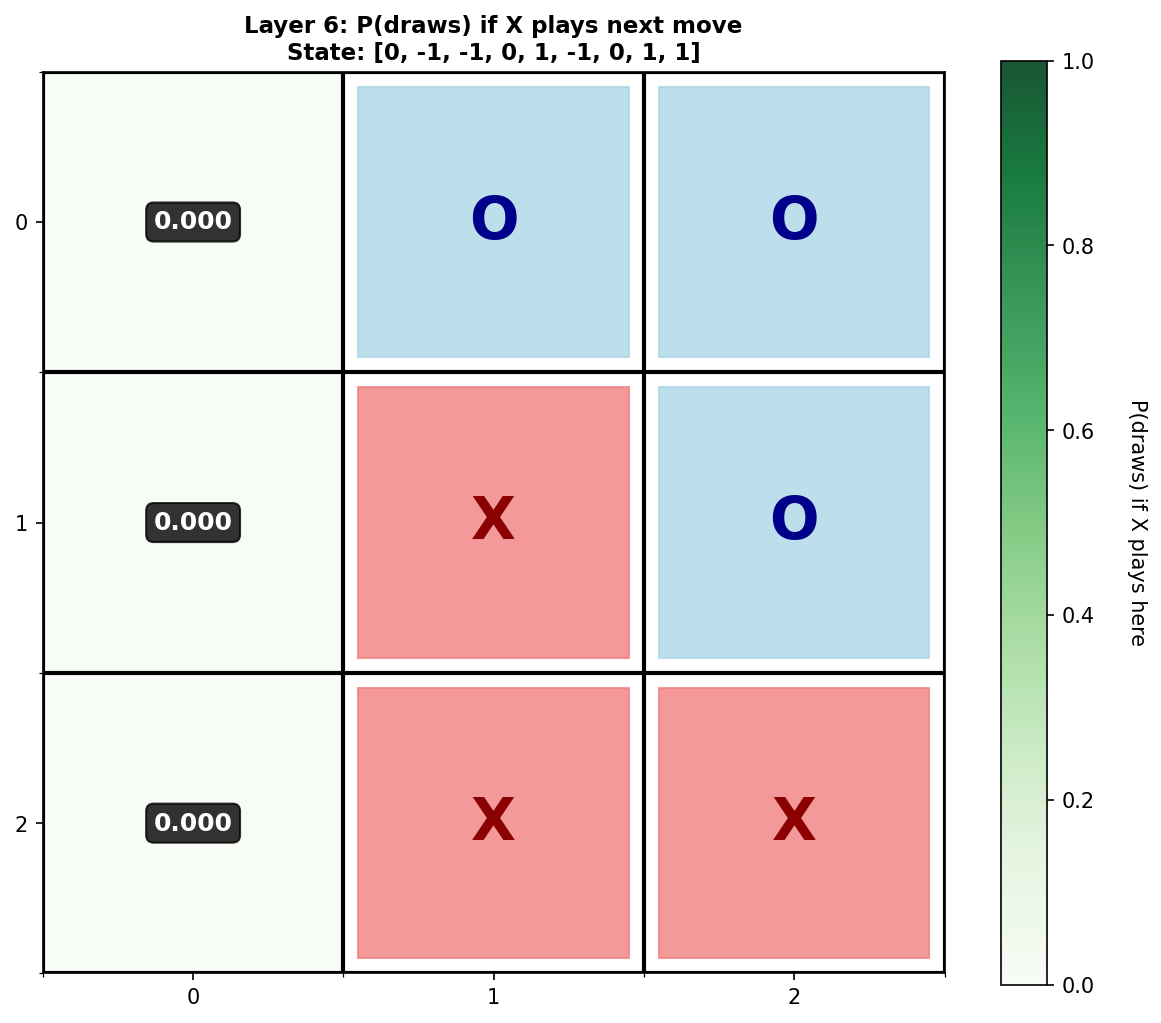 Layer 6: P(draws) if X plays next move
State: [0, -1, -1, 0, 1, -1, 0, 1, 1]
0
0.000
O
O
1
0.000
X
O
2
0.000
X
X
0
1
2
1.0
0.8
0.6
0.4
0.2
0.0
P(draws) if X plays here